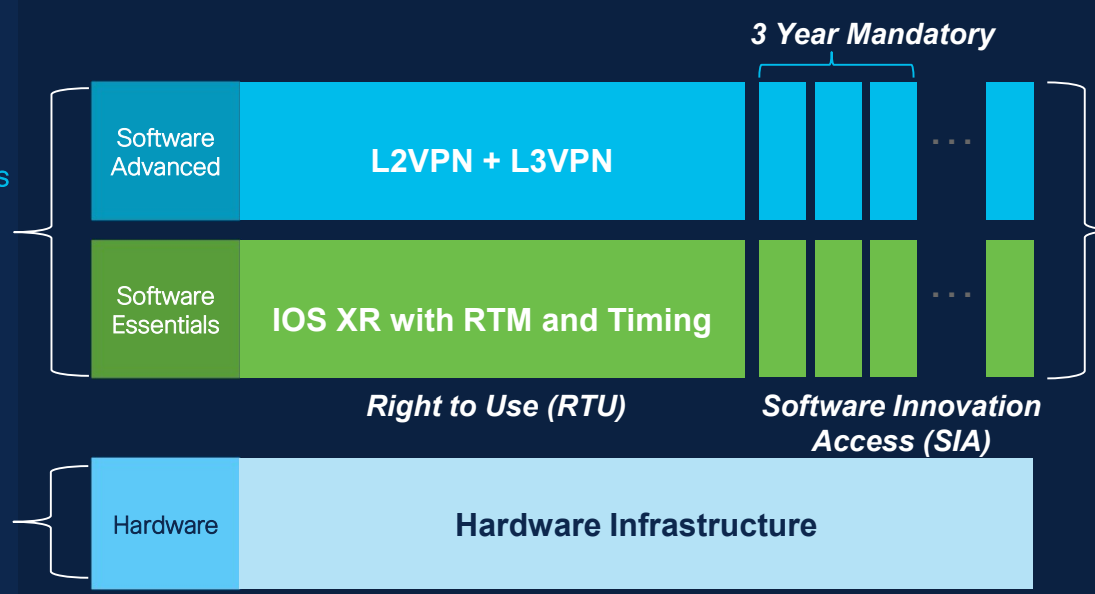 3 Year Mandatory
Software
Advanced
L2VPN + L3VPN
...
s
Software
Essentials
IOS XR with RTM and Timing
...
Right to Use (RTU)
Software Innovation
Access (SIA)
Hardware
Hardware Infrastructure